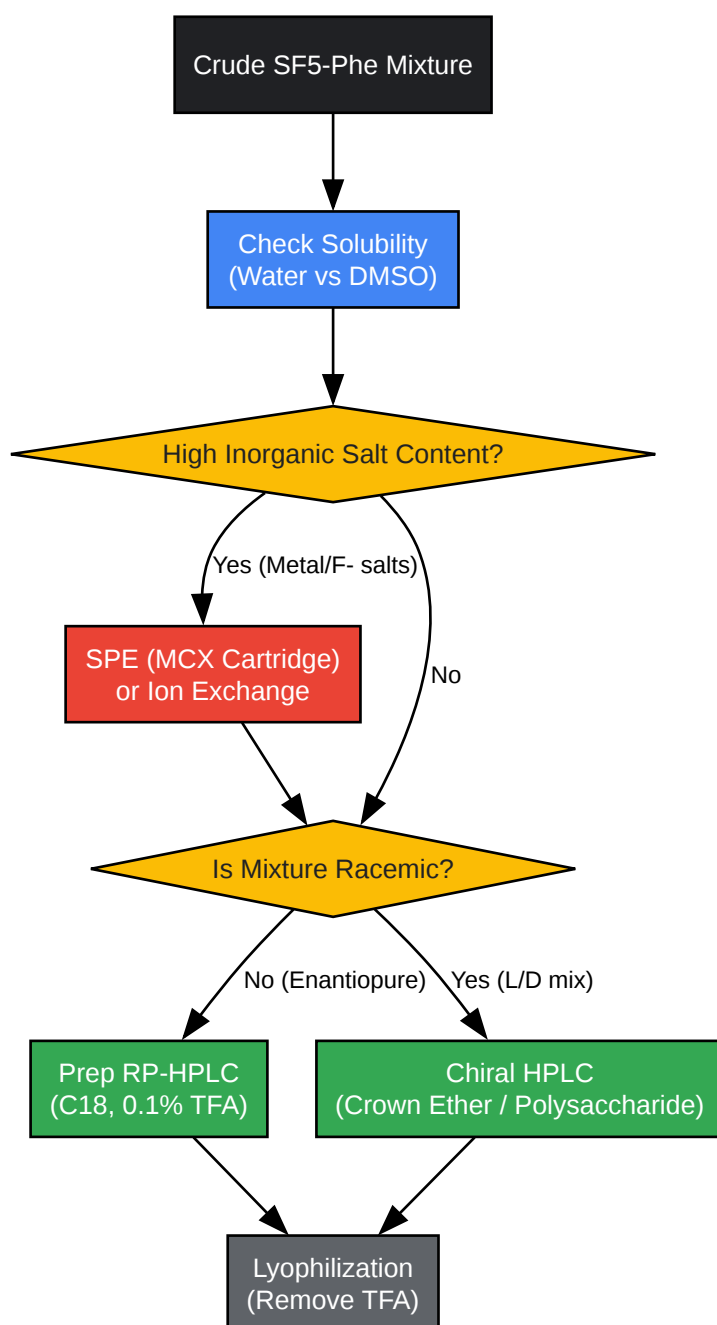 Crude SF5-Phe Mixture
Check Solubility
(Water vs DMSO)
High Inorganic Salt Content?
Yes (Metal/F- salts)
SPE (MCX Cartridge)
or Ion Exchange
No
Is Mixture Racemic?
No (Enantiopure)
Yes (L/D mix)
Prep RP-HPLC
(C18, 0.1% TFA)
Chiral HPLC
(Crown Ether / Polysaccharide)
Lyophilization
(Remove TFA)